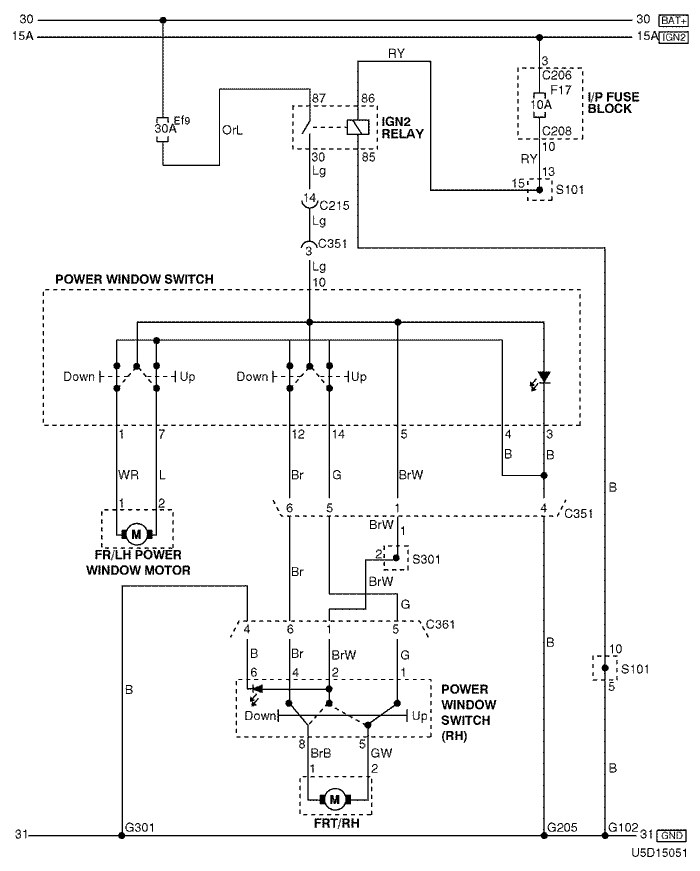 30 30 BAT+
15A 15A IGN2
RY 3
C206
F17
10A
I/P FUSE
BLOCK
C208
10
RY
13
15 S101
Ef9
30A
OrL
87 86
IGN2
RELAY
30 85
Lg
14 C215
Lg
C351
3
Lg
10
POWER WINDOW SWITCH
Down Up Down Up
1 7 12 14 5 4 3
B B
WR L Br G BrW
B
1 2 6 5 1 4 C351
M
FR/LH POWER
WINDOW MOTOR
BrW 1
2 S301
Br BrW
G
4 6 1 5 C361
B
B Br BrW G
10
S101
5
6 4 2 1
B
Down Up
POWER
WINDOW
SWITCH
(RH)
8 5
BrB GW
1 2
B
M
FRT/RH
31 G301 G205 G102 31 GND
U5D15051